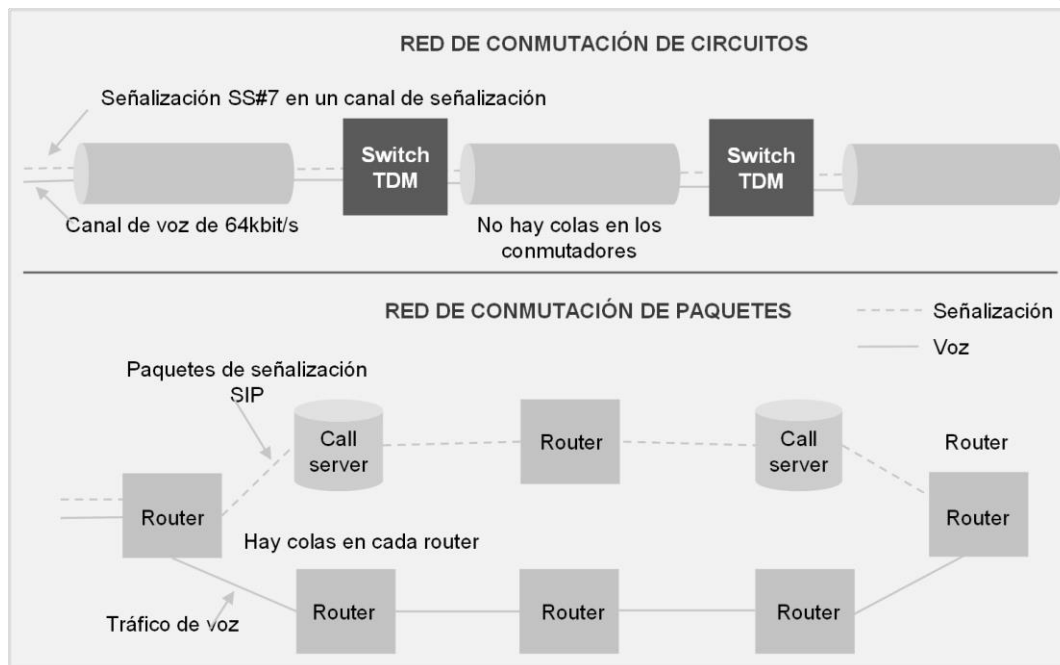 RED DE CONMUTACIÓN DE CIRCUITOS
Señalización SS#7 en un canal de señalización
Switch
TDM
Switch
TDM
Canal de voz de 64kbit/s
No hay colas en los
conmutadores
RED DE CONMUTACIÓN DE PAQUETES
Señalización
Voz
Paquetes de señalización
SIP
Call
server
Router
Call
server
Router
Router
Router
Hay colas en cada router
Router
Router
Router
Tráfico de voz